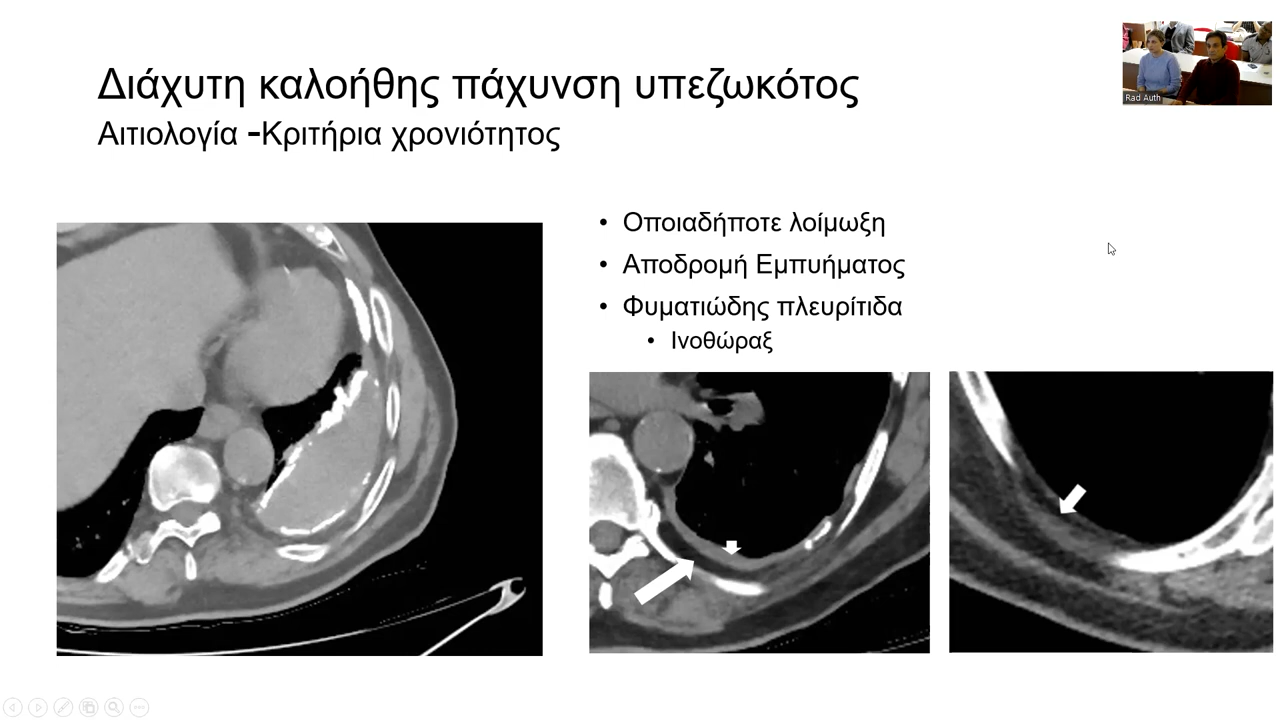 Διάχυτη καλοήθης πάχυνση υπεζωκότος
Αιτιολογία -Κριτήρια χρονιότητος
• Οποιαδήποτε λοίμωξη
• Αποδρομή Εμπυήματος
• Φυματιώδης πλευρίτιδα
• Ινοθώραξ
Rad Auth